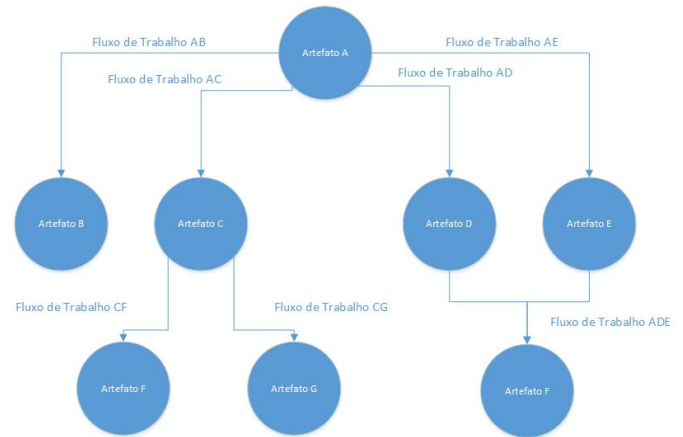 Fluxo de Trabalho AB
Artefato A
Fluxo de Trabalho AE
Fluxo de Trabalho AC
Fluxo de Trabalho AD
Artefato B
Artefato C
Artefato D
Artefato E
Fluxo de Trabalho CF
Fluxo de Trabalho CG
Fluxo de Trabalho ADE
Artefato F
Artefato G
Artefato F